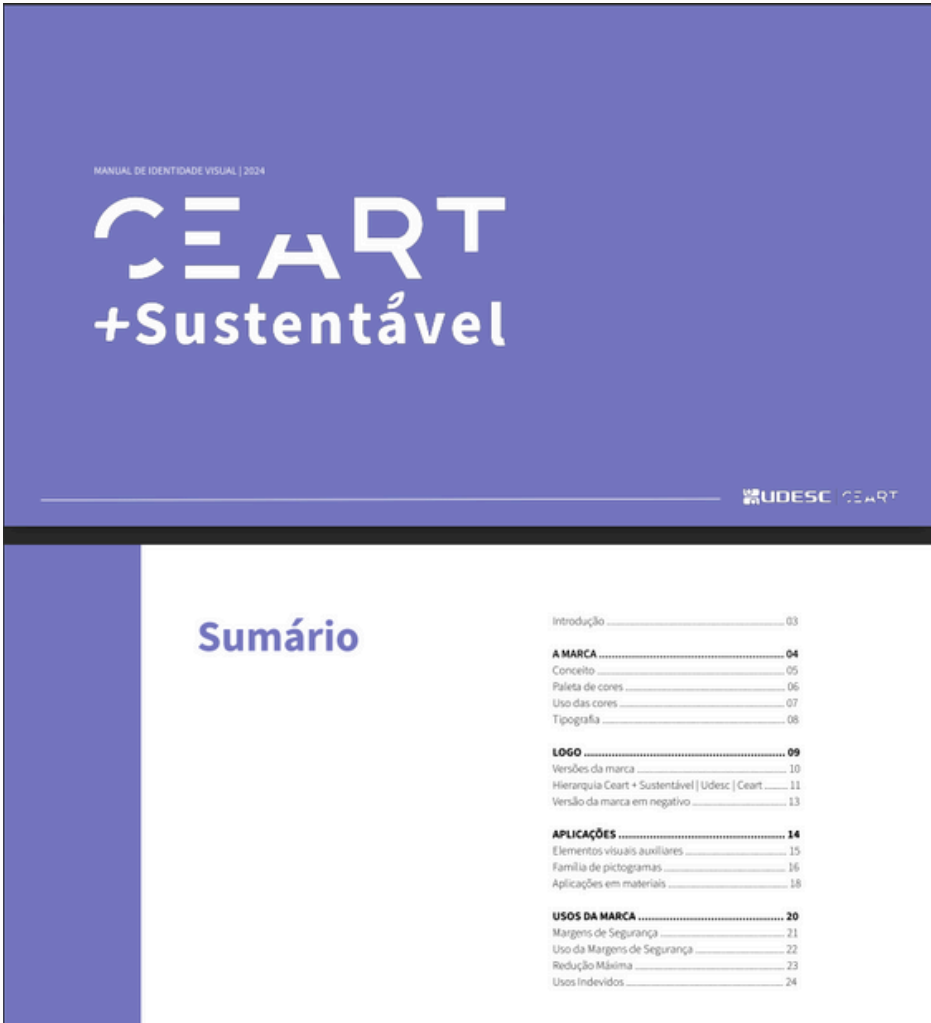 MANUAL DE IDENTIDADE VISUAL | 2024
CEART
+Sustentável
UDESC | CEART
Sumário
Introdução ........ 03
A MARCA ........ 04
Conceito ........ 05
Paleta de cores ........ 06
Uso das cores ........ 07
Tipografia ........ 08
LOGO ........ 09
Versões da marca ........ 10
Hierarquia Ceart + Sustentável | Udesc | Ceart ........ 11
Versão da marca em negativo ........ 13
APLICAÇÕES ........ 14
Elementos visuais auxiliares ........ 15
Família de pictogramas ........ 16
Aplicações em materiais ........ 18
USOS DA MARCA ........ 20
Margens de Segurança ........ 21
Uso da Margens de Segurança ........ 22
Redução Máxima ........ 23
Usos Indevidos ........ 24